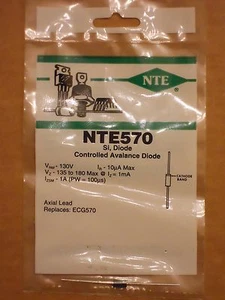 NTE
NTE570
Si, Diode
Controlled Avalance Diode
VRM - 130V IR - 10µA Max
VZ - 135 to 180 Max @ IZ = 1mA
IZSM - 1A (PW - 100µs)
CATHODE
BAND
Axial Lead
Replaces: ECG570